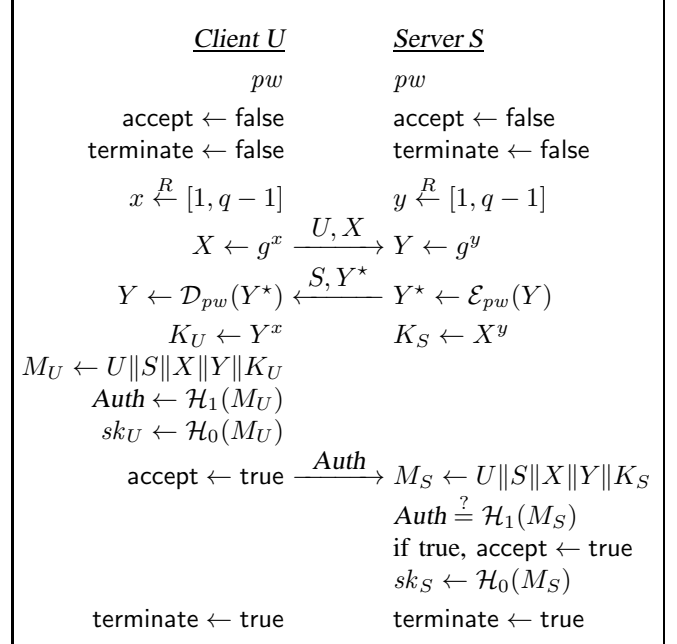 Client U Server S
pw pw
accept ← false accept ← false
terminate ← false terminate ← false
x ←R [1, q − 1] y ←R [1, q − 1]
X ← g^x U, X Y ← g^y
Y ← D_pw(Y⋆) S, Y⋆ Y⋆ ← E_pw(Y)
K_U ← Y^x K_S ← X^y
M_U ← U∥S∥X∥Y∥K_U
Auth ← H_1(M_U)
sk_U ← H_0(M_U)
accept ← true Auth M_S ← U∥S∥X∥Y∥K_S
Auth ?= H_1(M_S)
if true, accept ← true
sk_S ← H_0(M_S)
terminate ← true terminate ← true